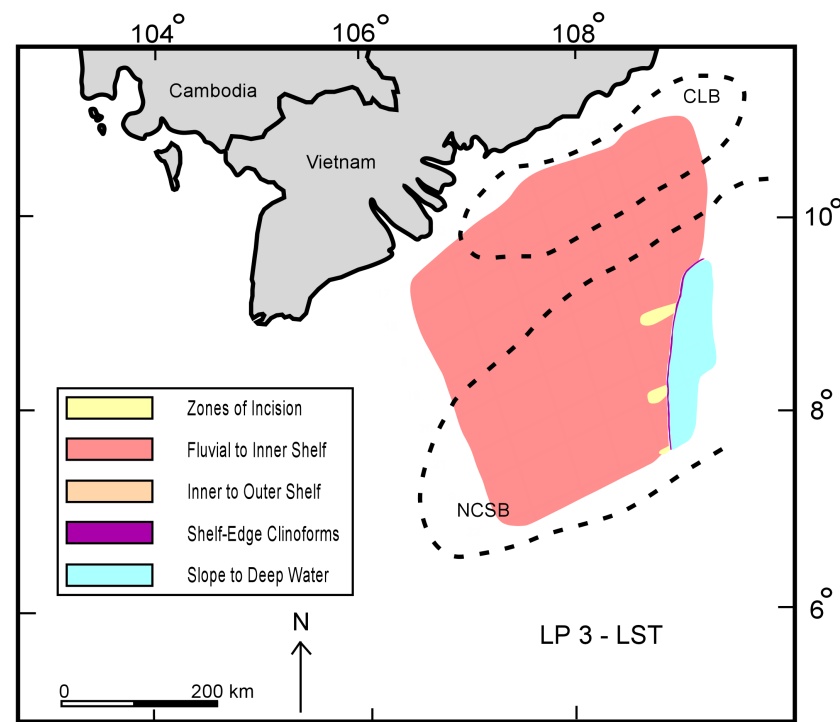 104° 106° 108°
Cambodia
CLB
Vietnam
10°
8°
Zones of Incision
Fluvial to Inner Shelf
Inner to Outer Shelf
Shelf-Edge Clinoforms
Slope to Deep Water
NCSB
6°
N
LP 3 - LST
0 200 km